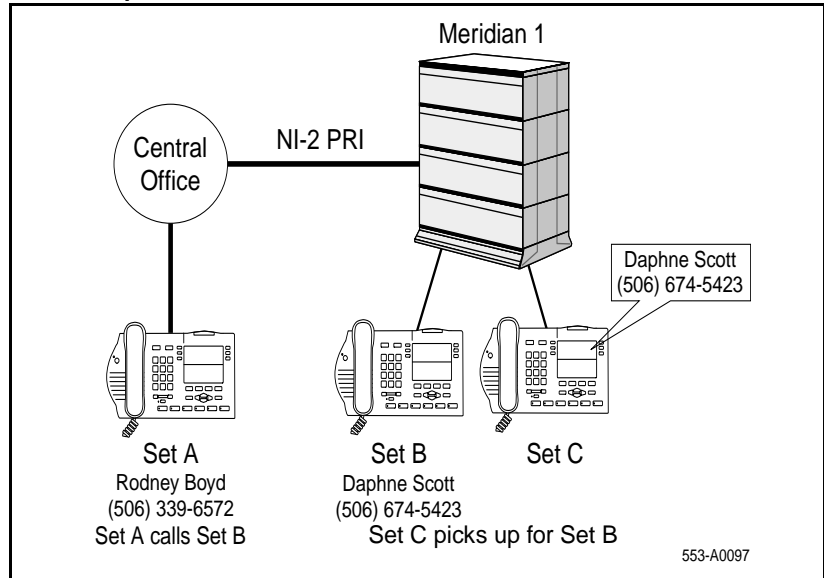 Meridian 1
Central
Office
NI-2 PRI
Daphne Scott
(506) 674-5423
Set A
Rodney Boyd
(506) 339-6572
Set A calls Set B
Set B
Daphne Scott
(506) 674-5423
Set C
Set C picks up for Set B
553-A0097